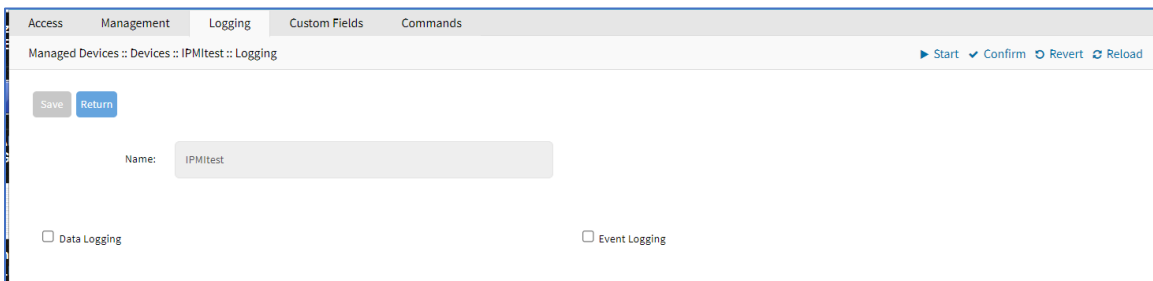 Access Management Logging Custom Fields Commands
Managed Devices :: Devices :: IPMItest :: Logging Start Confirm Revert Reload
Save Return
Name: IPMItest
Data Logging Event Logging